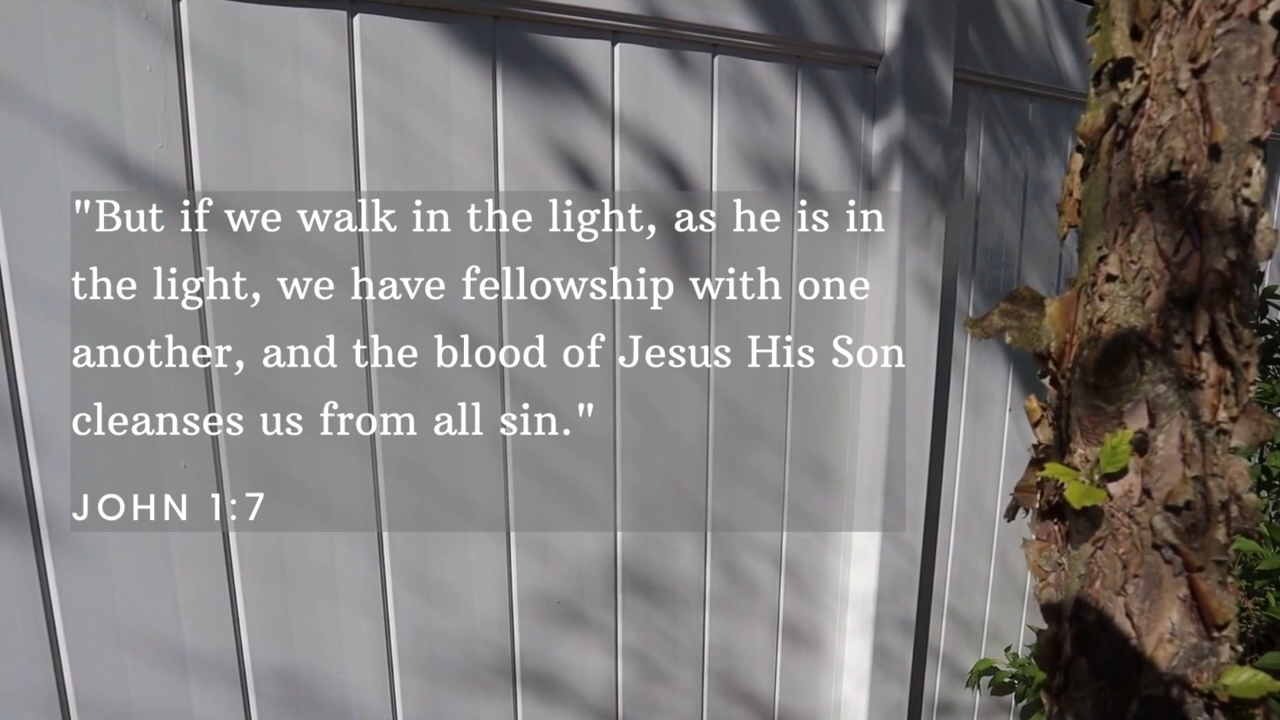 "But if we walk in the light, as he is in
the light, we have fellowship with one
another, and the blood of Jesus His Son
cleanses us from all sin."
JOHN 1:7